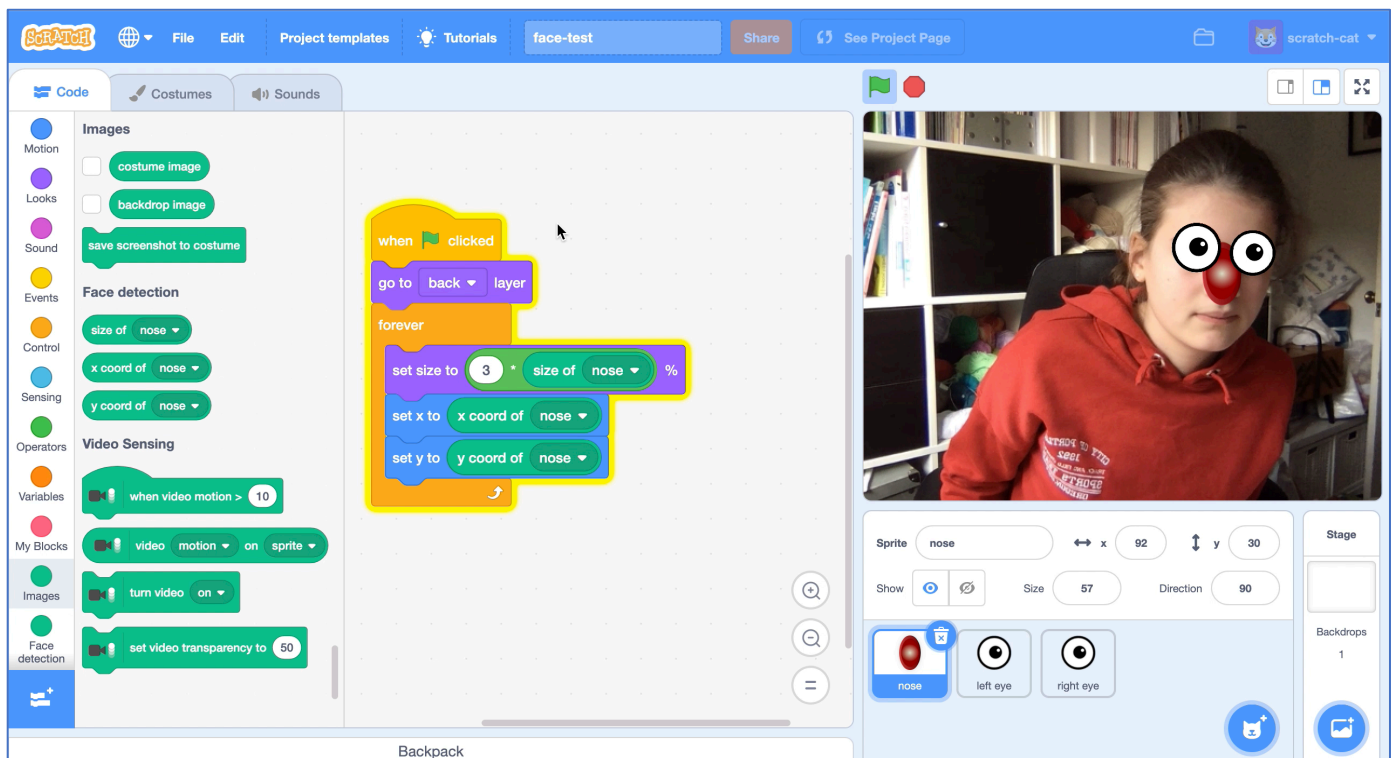 SCRATCH File Edit Project templates Tutorials face-test Share See Project Page scratch-cat
Code Costumes Sounds
Motion
Looks
Sound
Events
Control
Sensing
Operators
Variables
My Blocks
Images
Face
detection
Images
costume image
backdrop image
save screenshot to costume
Face detection
size of nose
x coord of nose
y coord of nose
Video Sensing
when video motion > 10
video motion on sprite
turn video on
set video transparency to 50
when clicked
go to back layer
forever
set size to 3 * size of nose %
set x to x coord of nose
set y to y coord of nose
Backpack
CITY OF PORT
1992
Sprite nose x 92 y 30
Show Size 57 Direction 90
nose
left eye
right eye
Stage
Backdrops
1